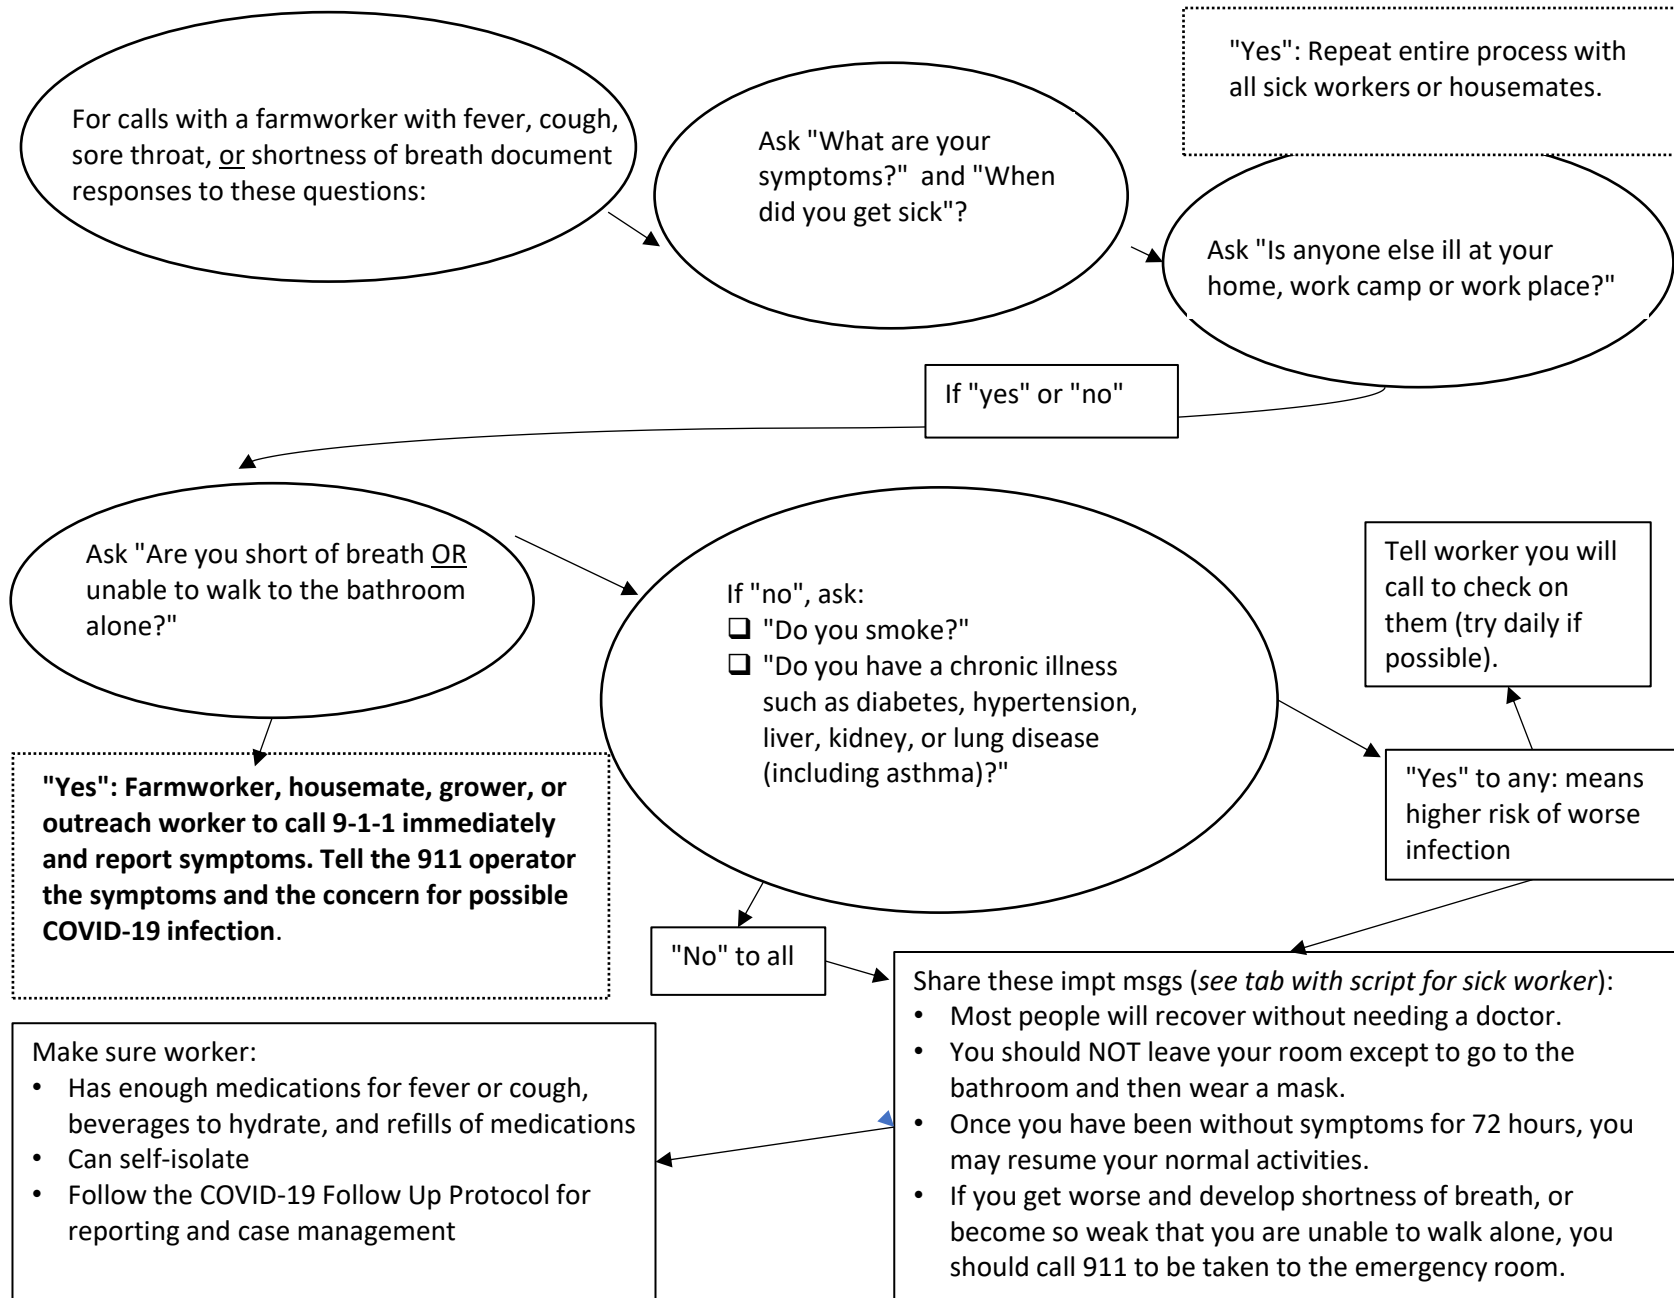 For calls with a farmworker with fever, cough,
sore throat, or shortness of breath document
responses to these questions:
Ask "What are your
symptoms?"  and "When
did you get sick"?
"Yes": Repeat entire process with
all sick workers or housemates.
Ask "Is anyone else ill at your
home, work camp or work place?"
If "yes" or "no"
Ask "Are you short of breath OR
unable to walk to the bathroom
alone?"
"Yes": Farmworker, housemate, grower, or
outreach worker to call 9-1-1 immediately
and report symptoms. Tell the 911 operator
the symptoms and the concern for possible
COVID-19 infection.
If "no", ask:
❑ "Do you smoke?"
❑ "Do you have a chronic illness
such as diabetes, hypertension,
liver, kidney, or lung disease
(including asthma)?"
Tell worker you will
call to check on
them (try daily if
possible).
"Yes" to any: means
higher risk of worse
infection
"No" to all
Share these impt msgs (see tab with script for sick worker):
• Most people will recover without needing a doctor.
• You should NOT leave your room except to go to the
bathroom and then wear a mask.
• Once you have been without symptoms for 72 hours, you
may resume your normal activities.
• If you get worse and develop shortness of breath, or
become so weak that you are unable to walk alone, you
should call 911 to be taken to the emergency room.
Make sure worker:
• Has enough medications for fever or cough,
beverages to hydrate, and refills of medications
• Can self-isolate
• Follow the COVID-19 Follow Up Protocol for
reporting and case management